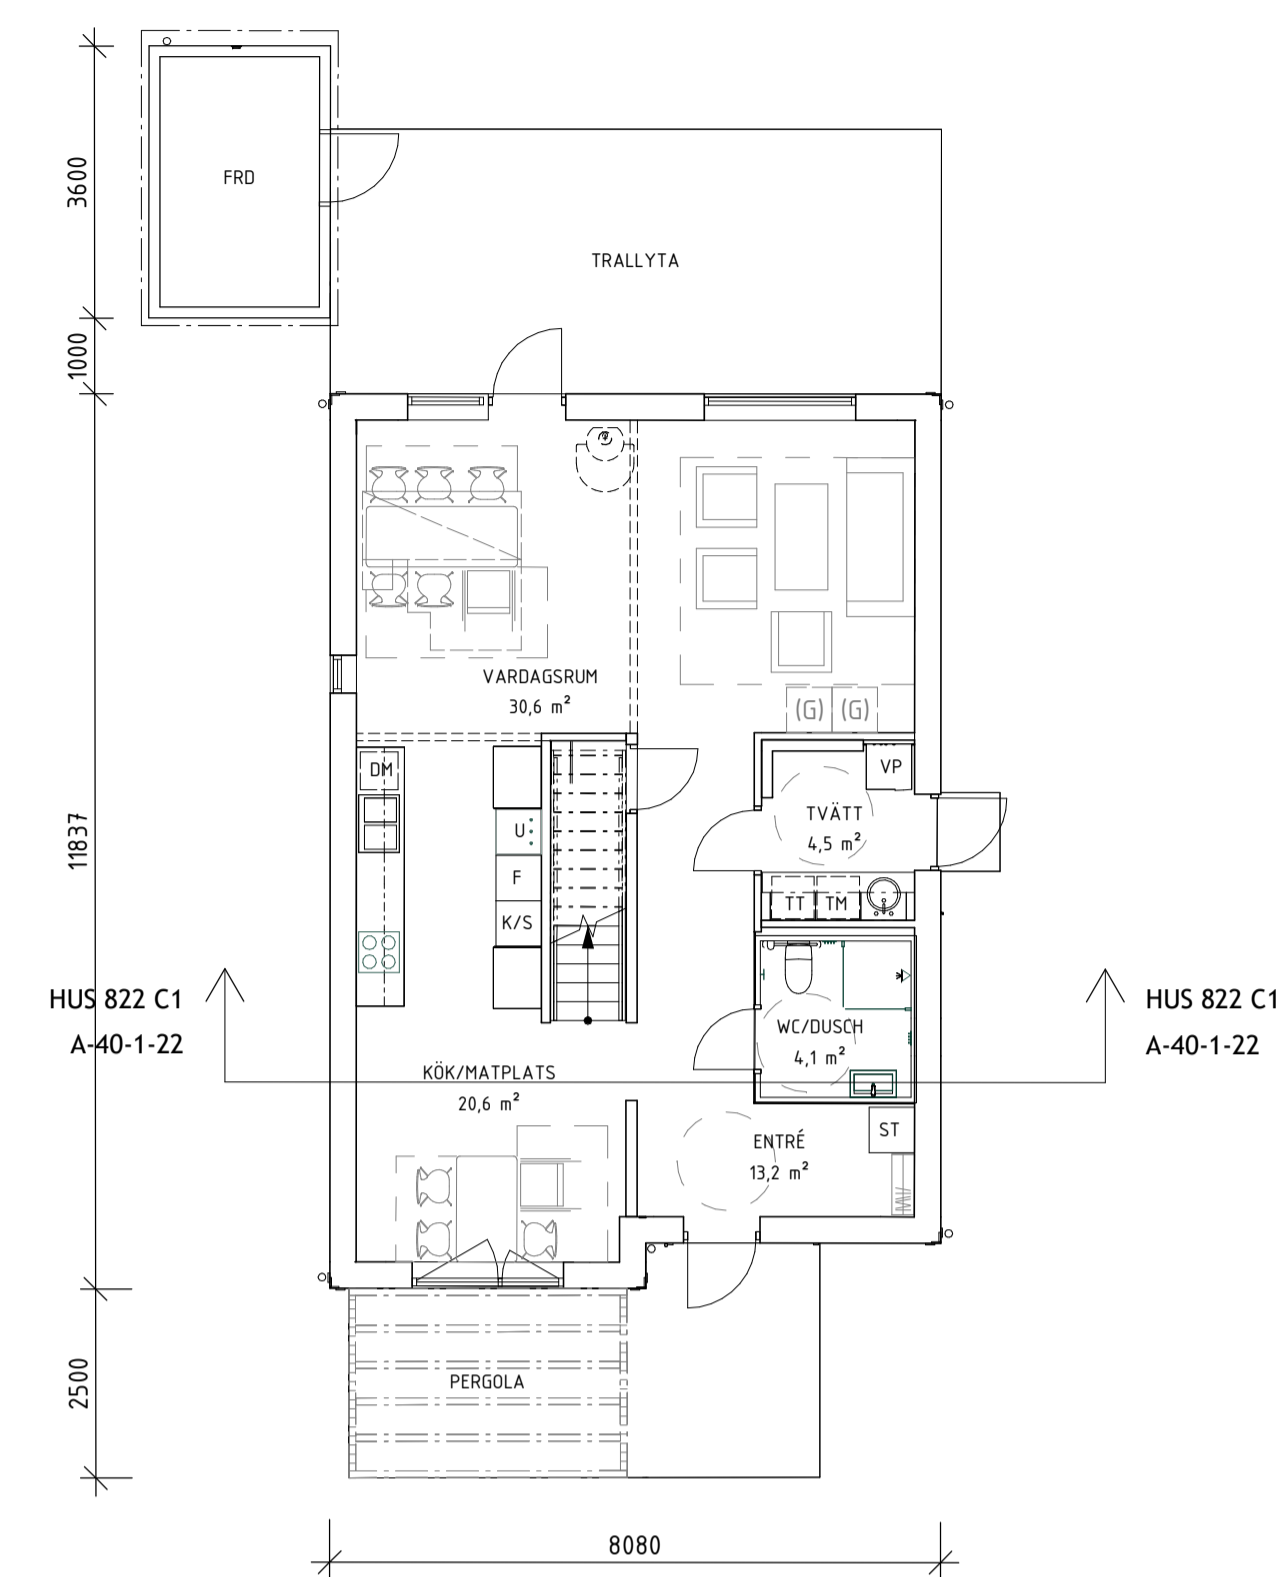 3600
FRD
TRALLYTA
1000
VARDAGSRUM
30,6 m²
(G) (G)
DM
VP
TVÄTT
4,5 m²
U
F
K/S
TT TM
11837
HUS 822 C1
A-40-1-22
HUS 822 C1
A-40-1-22
WC/DUSCH
4,1 m²
KÖK/MATPLATS
20,6 m²
ST
ENTRÉ
13,2 m²
2500
PERGOLA
8080